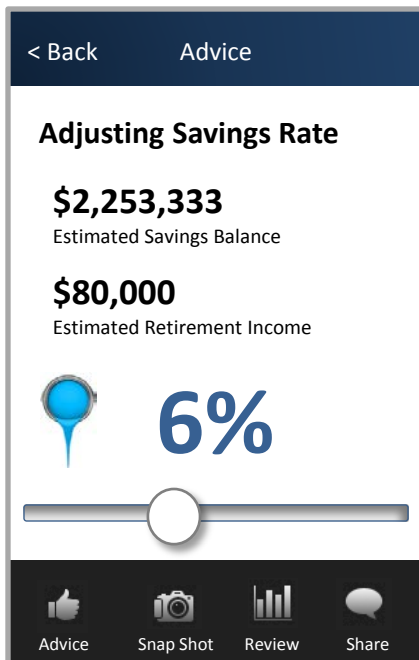 < Back Advice
Adjusting Savings Rate
$2,253,333
Estimated Savings Balance
$80,000
Estimated Retirement Income
6%
Advice Snap Shot Review Share